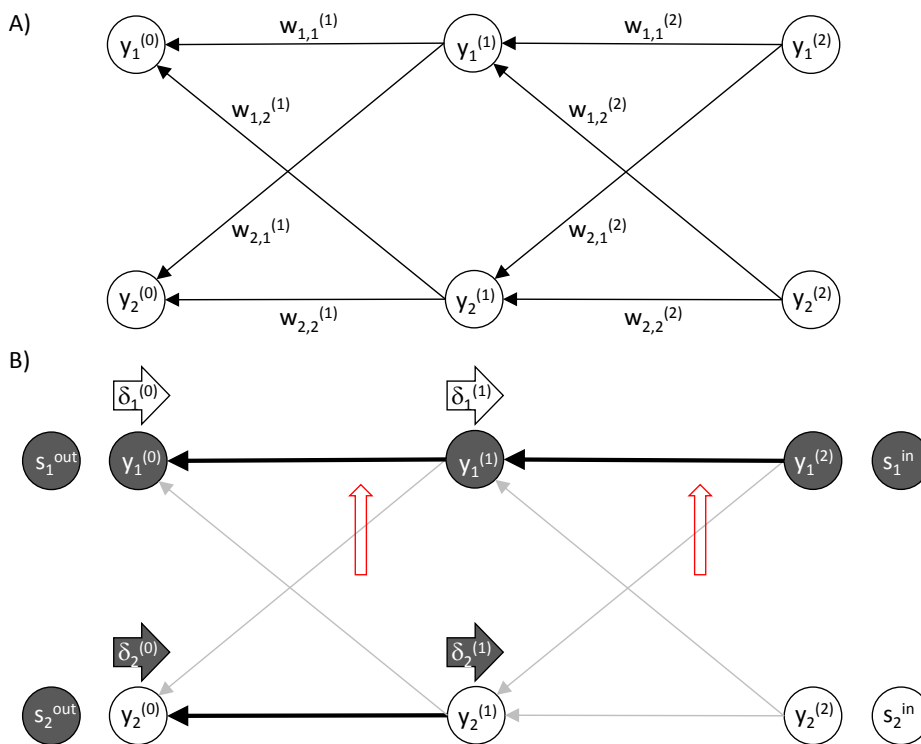 A)
w₁,₁⁽¹⁾ w₁,₁⁽²⁾
y₁⁽⁰⁾ y₁⁽¹⁾ y₁⁽²⁾
w₁,₂⁽¹⁾ w₁,₂⁽²⁾
w₂,₁⁽¹⁾ w₂,₁⁽²⁾
y₂⁽⁰⁾ y₂⁽¹⁾ y₂⁽²⁾
w₂,₂⁽¹⁾ w₂,₂⁽²⁾
B)
δ₁⁽⁰⁾ δ₁⁽¹⁾
s₁ᵒᵘᵗ y₁⁽⁰⁾ y₁⁽¹⁾ y₁⁽²⁾ s₁ⁱⁿ
δ₂⁽⁰⁾ δ₂⁽¹⁾
s₂ᵒᵘᵗ y₂⁽⁰⁾ y₂⁽¹⁾ y₂⁽²⁾ s₂ⁱⁿ